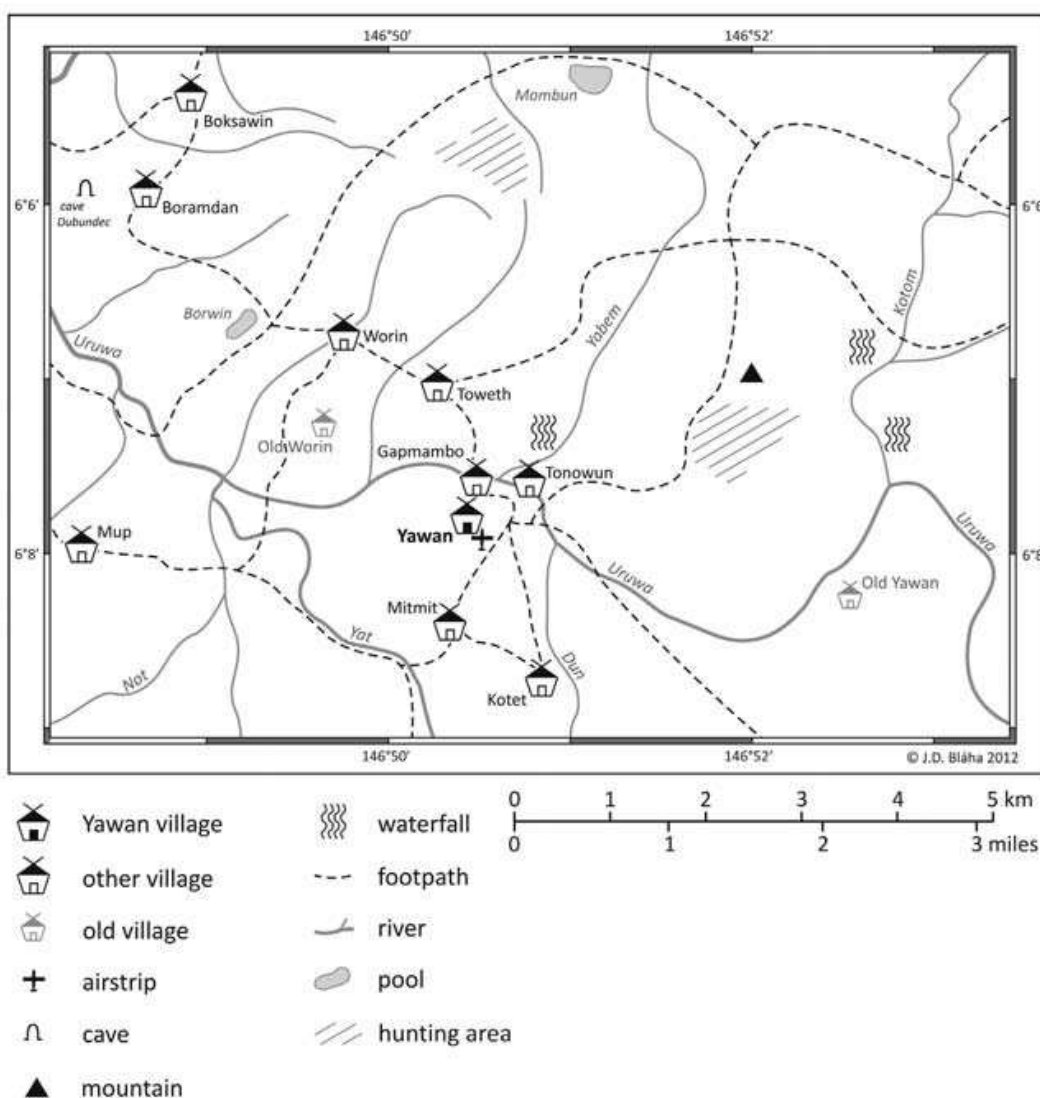 146°50'
146°52'
Mombun
Boksawin
6°6'
6°6'
cave
Dubundec
Boramdan
Kotom
Borwin
Uruwa
Worin
Yabem
Toweth
Old Worin
Gapmambo
Tonowun
Mup
Yawan
6°8'
6°8'
Uruwa
Uruwa
Old Yawan
Mitmit
Yat
Not
Dun
Kotet
146°50'
146°52'
© J.D. Bláha 2012
0 1 2 3 4 5 km
0 1 2 3 miles
Yawan village
waterfall
other village
footpath
old village
river
airstrip
pool
cave
hunting area
mountain